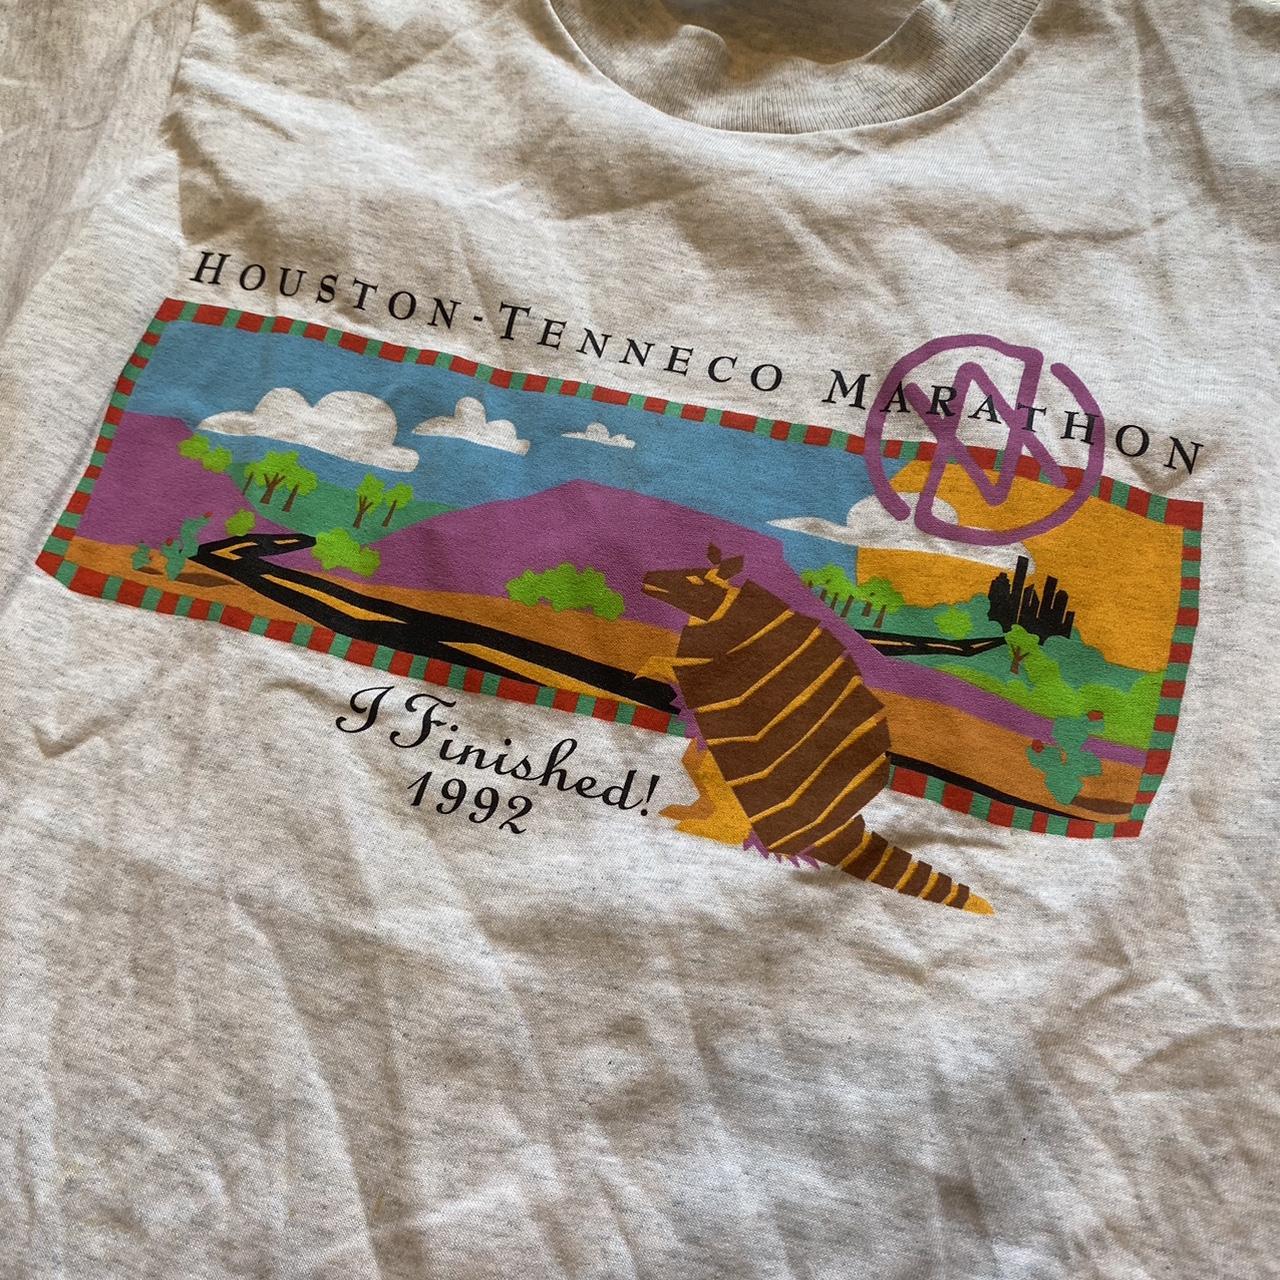 HOUSTON-TENNECO MARATHON
I Finished!
1992